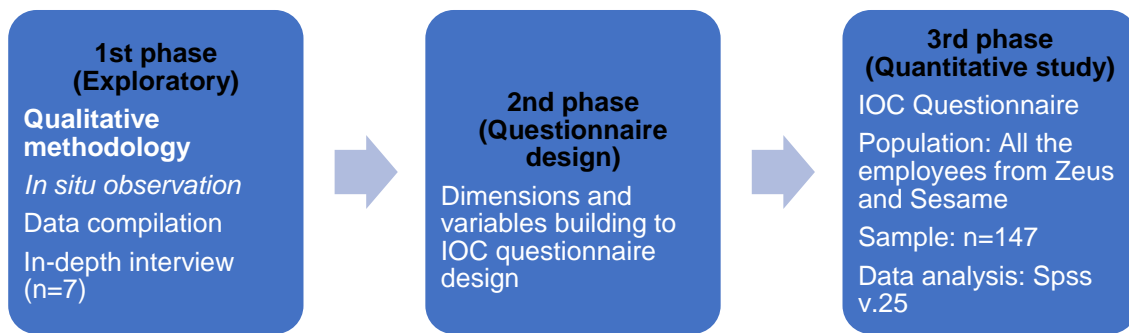 1st phase
(Exploratory)
Qualitative
methodology
In situ observation
Data compilation
In-depth interview
(n=7)
2nd phase
(Questionnaire
design)
Dimensions and
variables building to
IOC questionnaire
design
3rd phase
(Quantitative study)
IOC Questionnaire
Population: All the
employees from Zeus
and Sesame
Sample: n=147
Data analysis: Spss
v.25